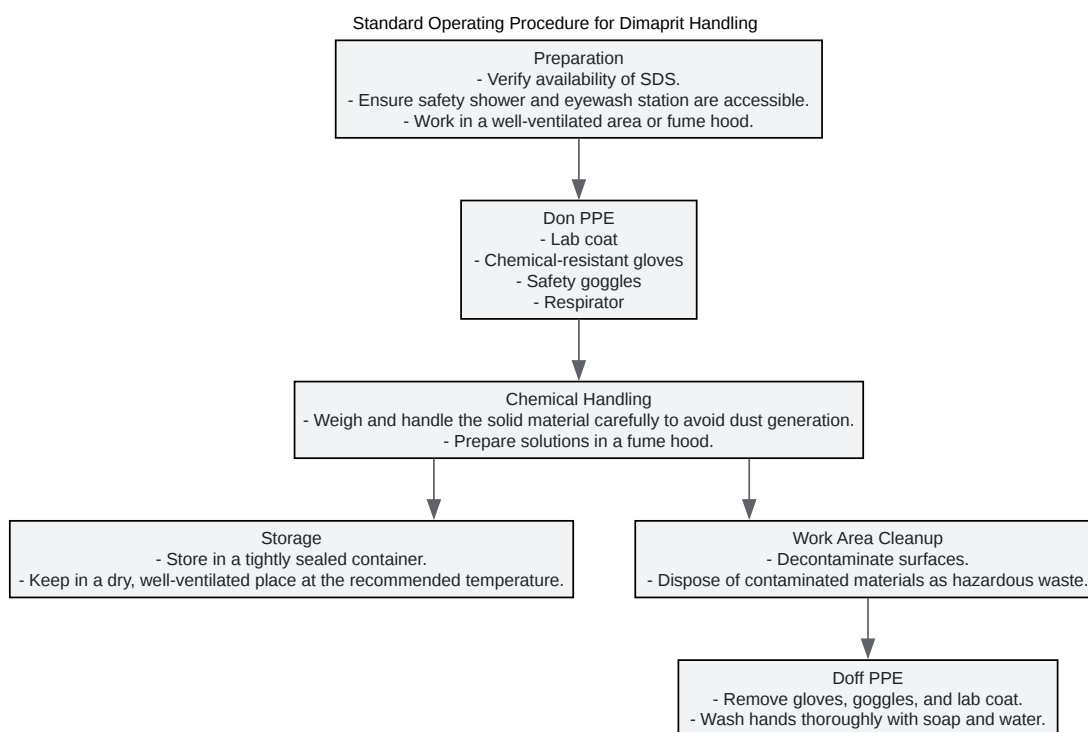 Standard Operating Procedure for Dimaprit Handling
Preparation
- Verify availability of SDS.
- Ensure safety shower and eyewash station are accessible.
- Work in a well-ventilated area or fume hood.
Don PPE
- Lab coat
- Chemical-resistant gloves
- Safety goggles
- Respirator
Chemical Handling
- Weigh and handle the solid material carefully to avoid dust generation.
- Prepare solutions in a fume hood.
Storage
- Store in a tightly sealed container.
- Keep in a dry, well-ventilated place at the recommended temperature.
Work Area Cleanup
- Decontaminate surfaces.
- Dispose of contaminated materials as hazardous waste.
Doff PPE
- Remove gloves, goggles, and lab coat.
- Wash hands thoroughly with soap and water.